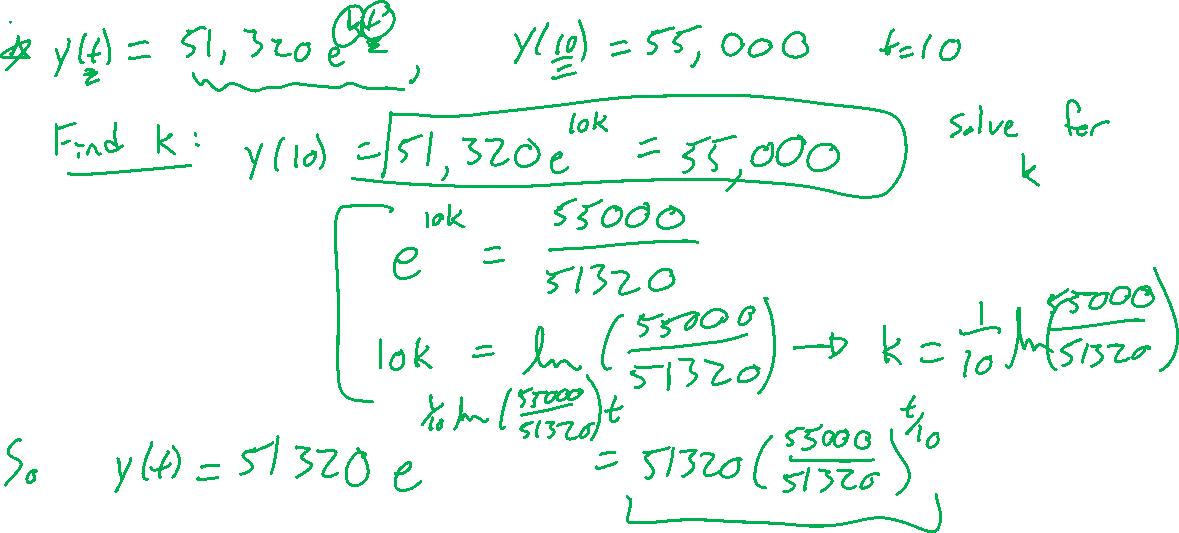 ☆ y(t) = 51,320 e^{kt}, y(10) = 55,000 t=10
Find k: y(10) = 51,320 e^{10k} = 55,000 solve for k
e^{10k} = 55000/51320
10k = ln(55000/51320) → k = 1/10 ln(55000/51320)
So y(t) = 51320 e^{1/10 ln(55000/51320)t} = 51320(55000/51320)^{t/10}